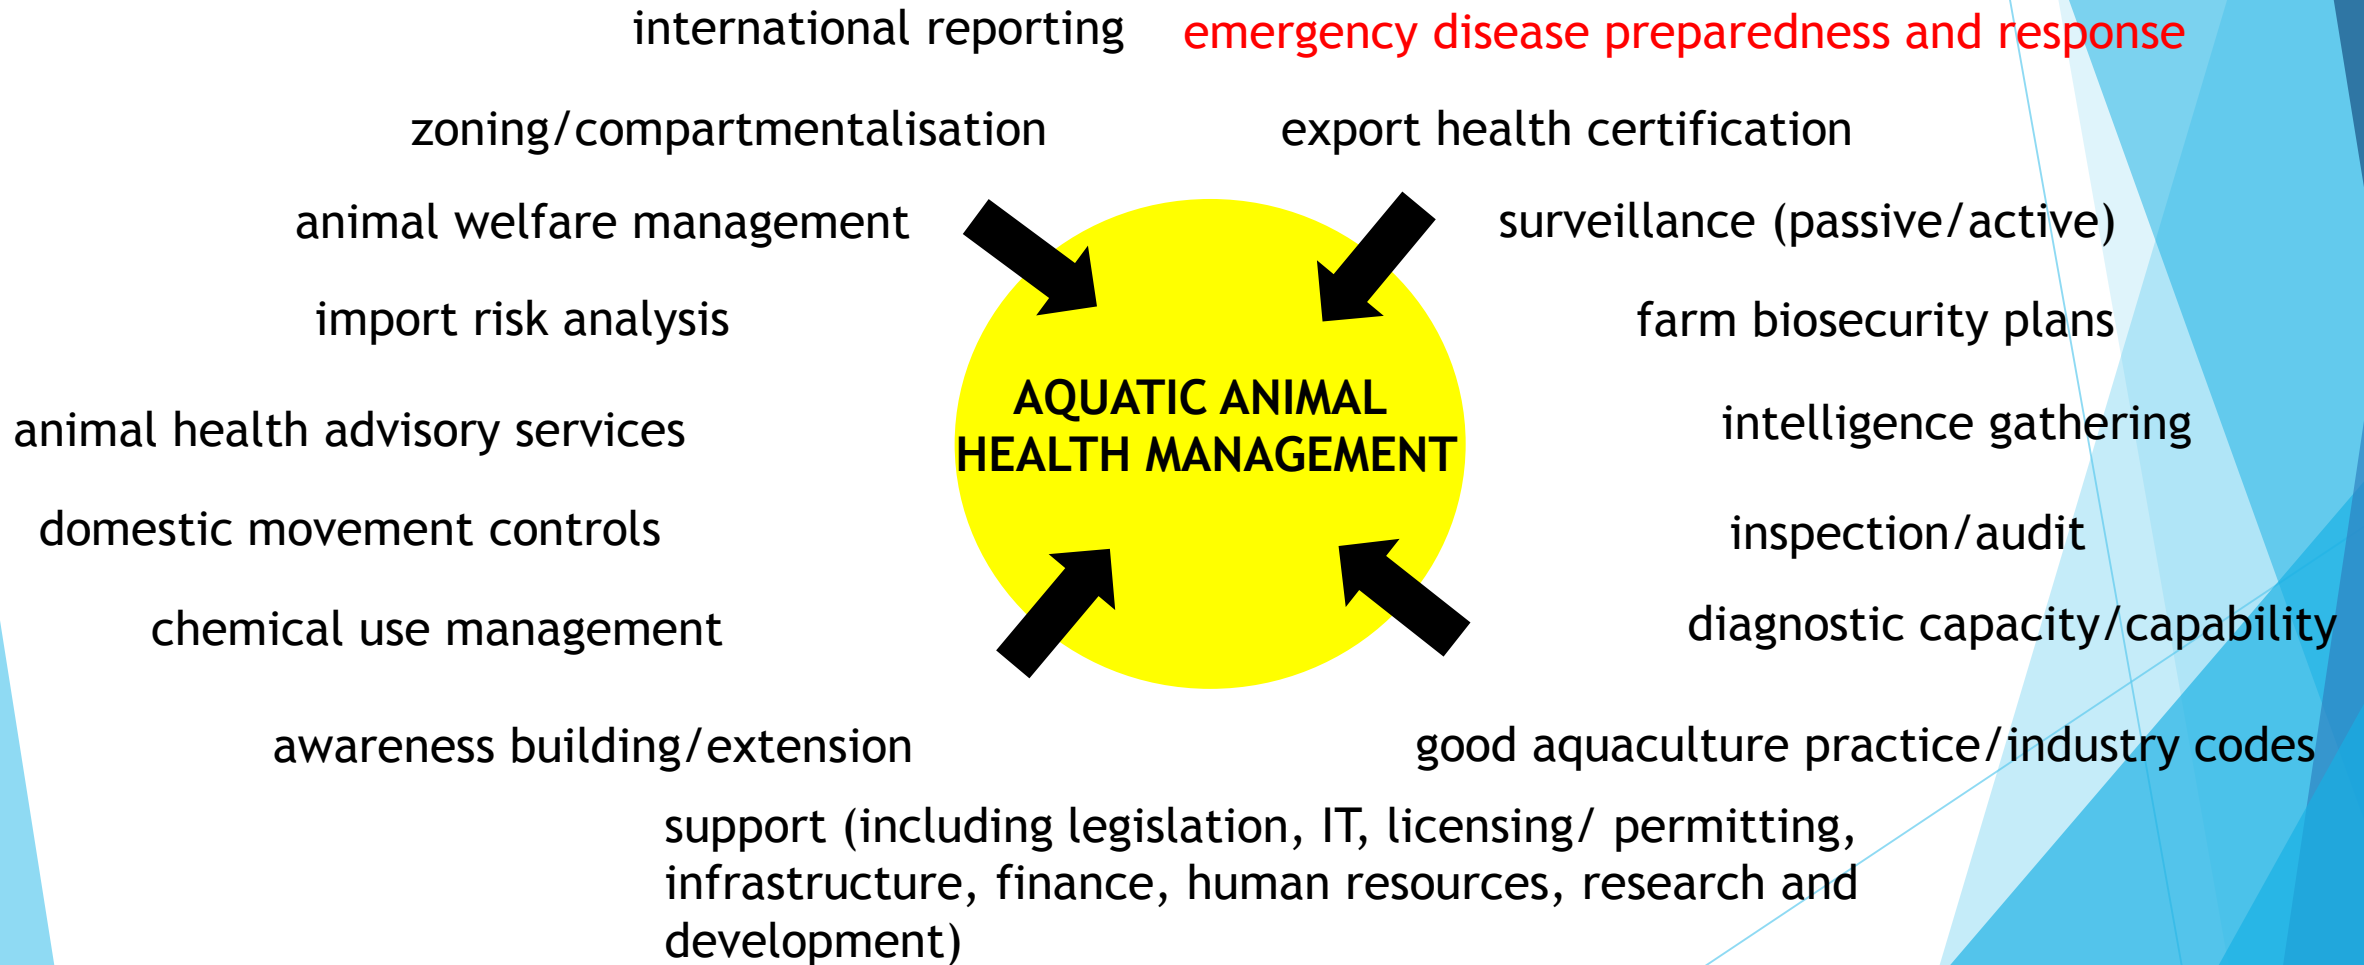 international reporting
emergency disease preparedness and response
zoning/compartmentalisation
export health certification
animal welfare management
surveillance (passive/active)
import risk analysis
farm biosecurity plans
AQUATIC ANIMAL
HEALTH MANAGEMENT
animal health advisory services
intelligence gathering
domestic movement controls
inspection/audit
chemical use management
diagnostic capacity/capability
awareness building/extension
good aquaculture practice/industry codes
support (including legislation, IT, licensing/ permitting,
infrastructure, finance, human resources, research and
development)